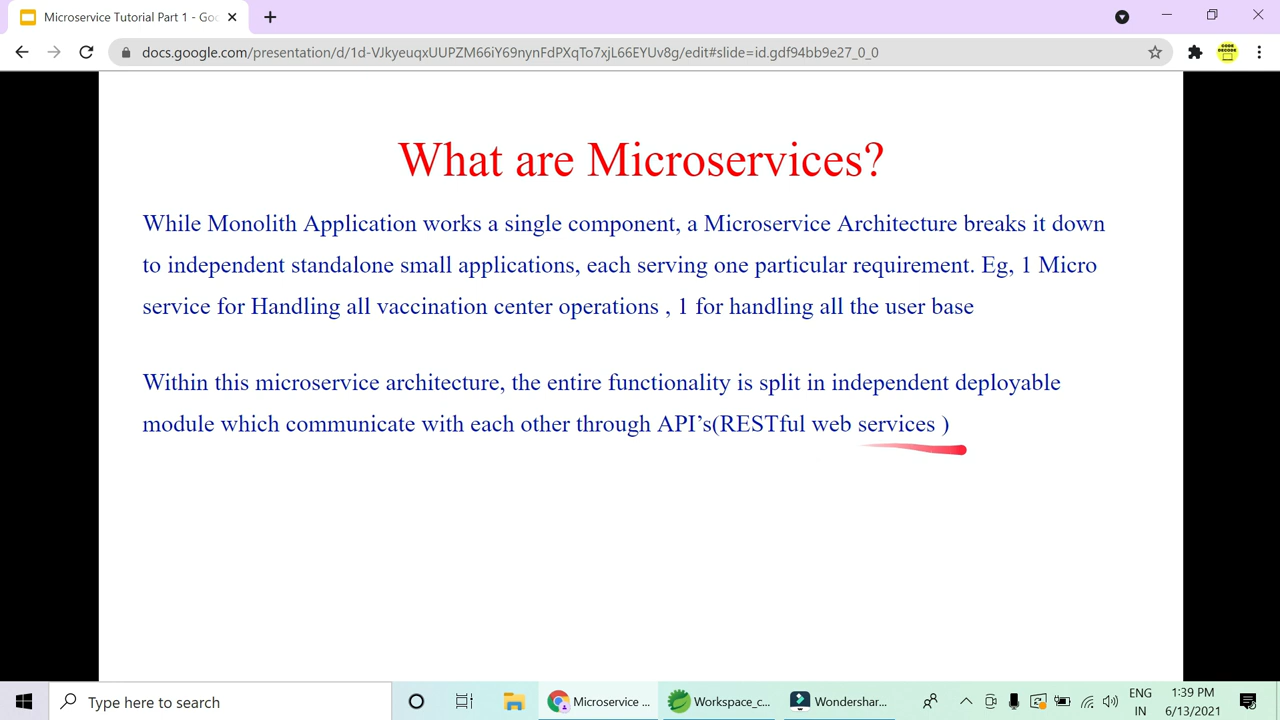 Microservice Tutorial Part 1 - Goo
docs.google.com/presentation/d/1d-VJkyeuqxUUPZM66iY69nynFdPXqTo7xjL66EYUv8g/edit#slide=id.gdf94bb9e27_0_0
CODE DECODE
What are Microservices?
While Monolith Application works a single component, a Microservice Architecture breaks it down
to independent standalone small applications, each serving one particular requirement. Eg, 1 Micro
service for Handling all vaccination center operations , 1 for handling all the user base
Within this microservice architecture, the entire functionality is split in independent deployable
module which communicate with each other through API’s(RESTful web services )
Type here to search
Microservice ...
Workspace_c...
Wondershar...
ENG
IN
1:39 PM
6/13/2021